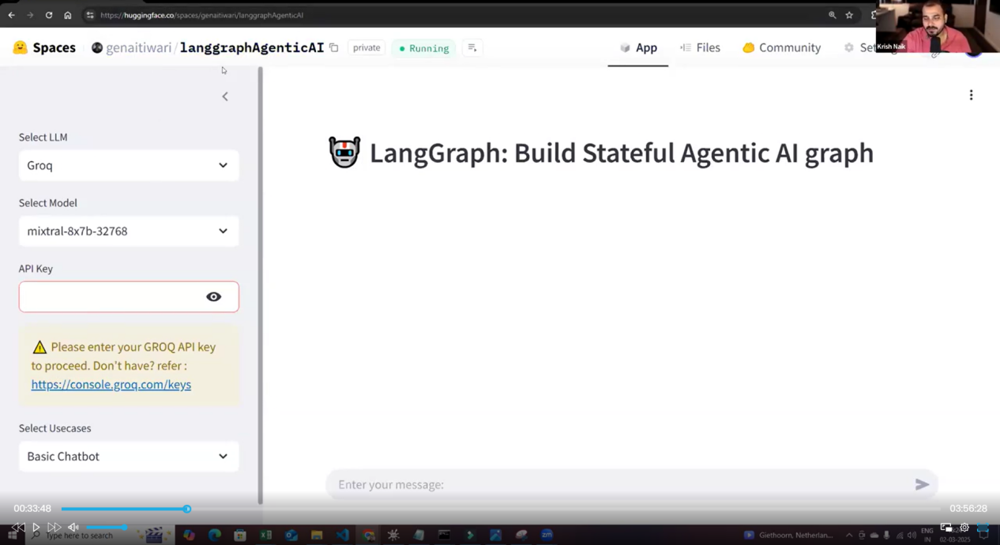 https://huggingface.co/spaces/genaitiwari/langgraphAgenticAI
Spaces
genaitiwari/langgraphAgenticAI
private
Running
App
Files
Community
Krish Naik
Select LLM
Groq
Select Model
mixtral-8x7b-32768
API Key
Please enter your GROQ API key
to proceed. Don't have? refer :
https://console.groq.com/keys
Select Usecases
Basic Chatbot
LangGraph: Build Stateful Agentic AI graph
Enter your message:
00:33:48
03:56:28
Type here to search
Giethoorn, Netherlan...
ENG
IN
02-03-2025